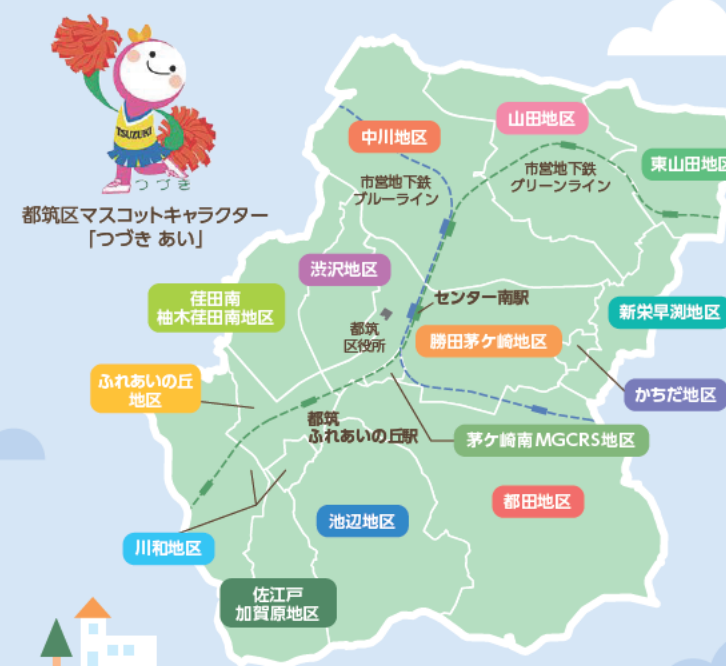 TSUZUKI
つづき
都筑区マスコットキャラクター
「つづき あい」
中川地区
山田地区
東山田地区
市営地下鉄
ブルーライン
市営地下鉄
グリーンライン
渋沢地区
荏田南
柚木荏田南地区
センター南駅
新栄早渕地区
都筑
区役所
勝田茅ケ崎地区
ふれあいの丘
地区
かちだ地区
都筑
ふれあいの丘駅
茅ケ崎南MGCRS地区
都田地区
池辺地区
川和地区
佐江戸
加賀原地区